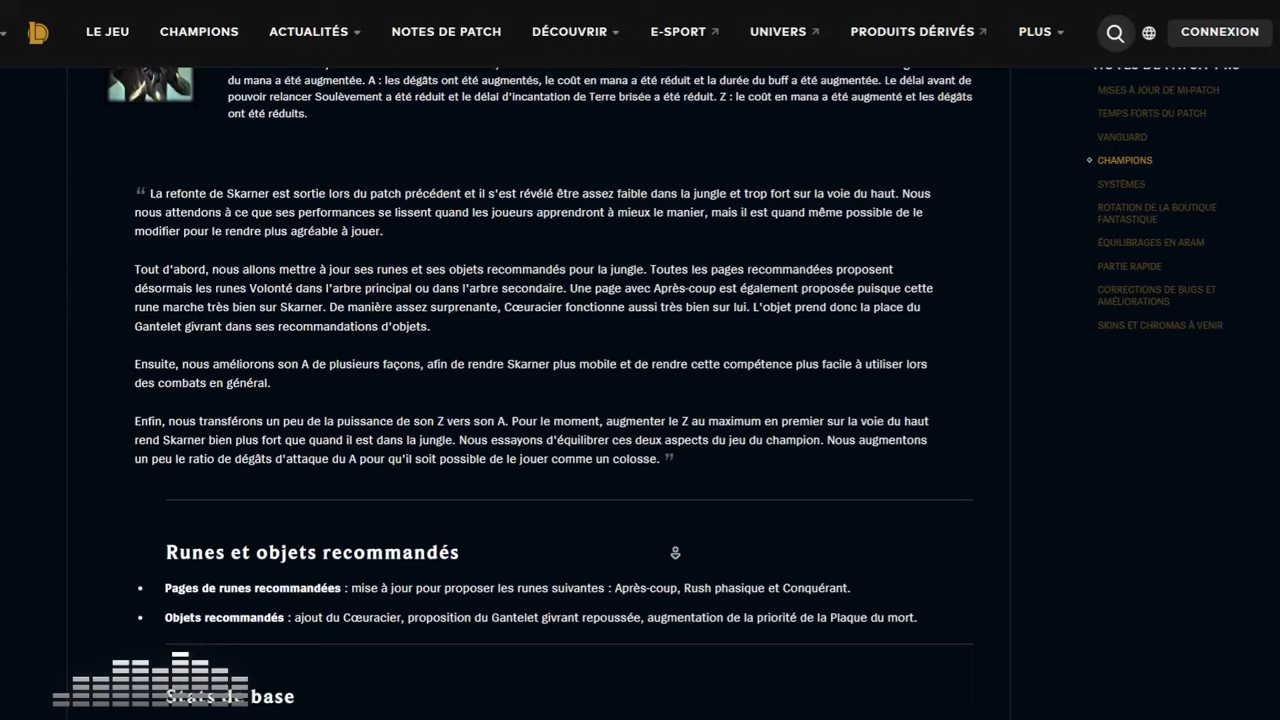 LE JEU CHAMPIONS ACTUALITÉS NOTES DE PATCH DÉCOUVRIR E-SPORT UNIVERS PRODUITS DÉRIVÉS PLUS CONNEXION
du mana a été augmentée. A : les dégâts ont été augmentés, le coût en mana a été réduit et la durée du buff a été augmentée. Le délai avant de
pouvoir relancer Soulèvement a été réduit et le délai d'incantation de Terre brisée a été réduit. Z : le coût en mana a été augmenté et les dégâts
ont été réduits.
“ La refonte de Skarner est sortie lors du patch précédent et il s'est révélé être assez faible dans la jungle et trop fort sur la voie du haut. Nous
nous attendons à ce que ses performances se lissent quand les joueurs apprendront à mieux le manier, mais il est quand même possible de le
modifier pour le rendre plus agréable à jouer.
Tout d'abord, nous allons mettre à jour ses runes et ses objets recommandés pour la jungle. Toutes les pages recommandées proposent
désormais les runes Volonté dans l'arbre principal ou dans l'arbre secondaire. Une page avec Après-coup est également proposée puisque cette
rune marche très bien sur Skarner. De manière assez surprenante, Cœuracier fonctionne aussi très bien sur lui. L'objet prend donc la place du
Gantelet givrant dans ses recommandations d'objets.
Ensuite, nous améliorons son A de plusieurs façons, afin de rendre Skarner plus mobile et de rendre cette compétence plus facile à utiliser lors
des combats en général.
Enfin, nous transférons un peu de la puissance de son Z vers son A. Pour le moment, augmenter le Z au maximum en premier sur la voie du haut
rend Skarner bien plus fort que quand il est dans la jungle. Nous essayons d'équilibrer ces deux aspects du jeu du champion. Nous augmentons
un peu le ratio de dégâts d'attaque du A pour qu'il soit possible de le jouer comme un colosse. ”
Runes et objets recommandés
• Pages de runes recommandées : mise à jour pour proposer les runes suivantes : Après-coup, Rush phasique et Conquérant.
• Objets recommandés : ajout du Cœuracier, proposition du Gantelet givrant repoussée, augmentation de la priorité de la Plaque du mort.
Stats de base
MISES À JOUR DE MI-PATCH
TEMPS FORTS DU PATCH
VANGUARD
CHAMPIONS
SYSTÈMES
ROTATION DE LA BOUTIQUE
FANTASTIQUE
ÉQUILIBRAGES EN ARAM
PARTIE RAPIDE
CORRECTIONS DE BUGS ET
AMÉLIORATIONS
SKINS ET CHROMAS À VENIR